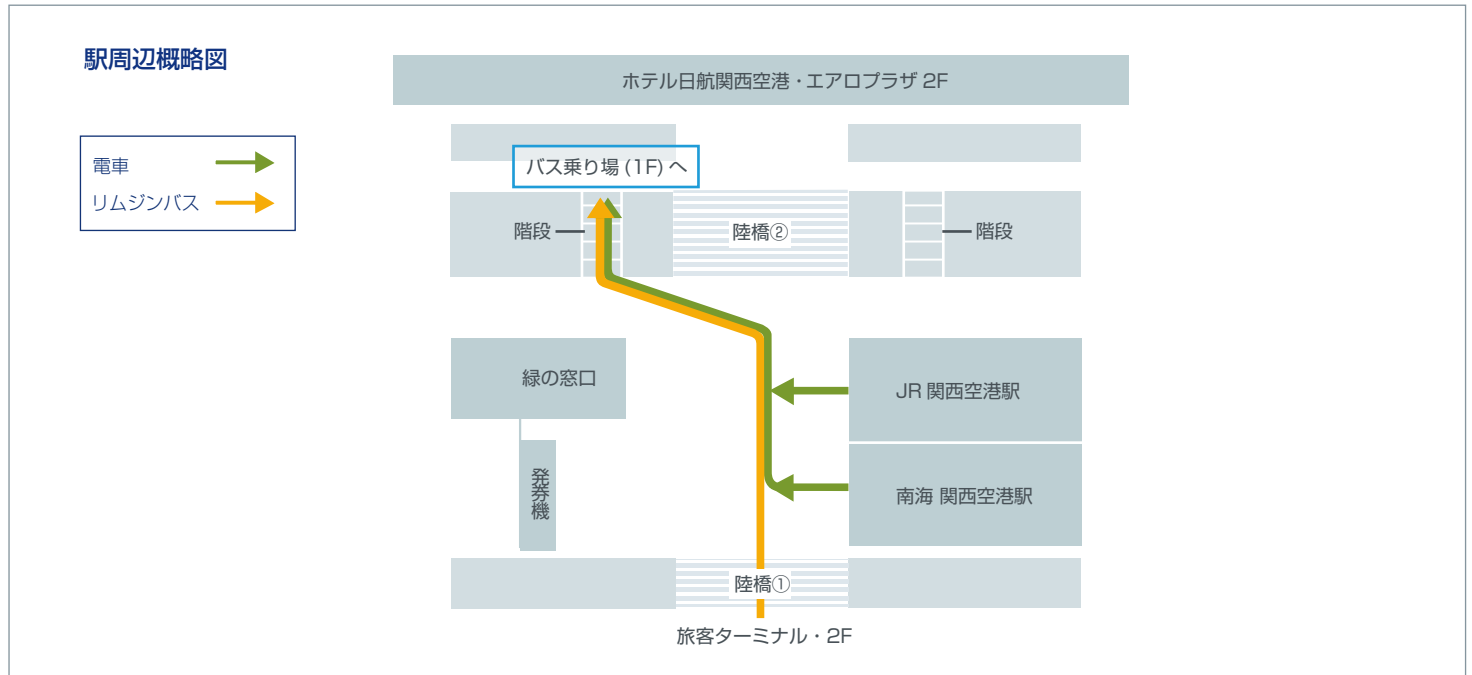 駅周辺概略図
ホテル日航関西空港・エアロプラザ 2F
電車
リムジンバス
バス乗り場 (1F) へ
階段
陸橋②
階段
緑の窓口
JR 関西空港駅
発券機
南海 関西空港駅
陸橋①
旅客ターミナル・2F